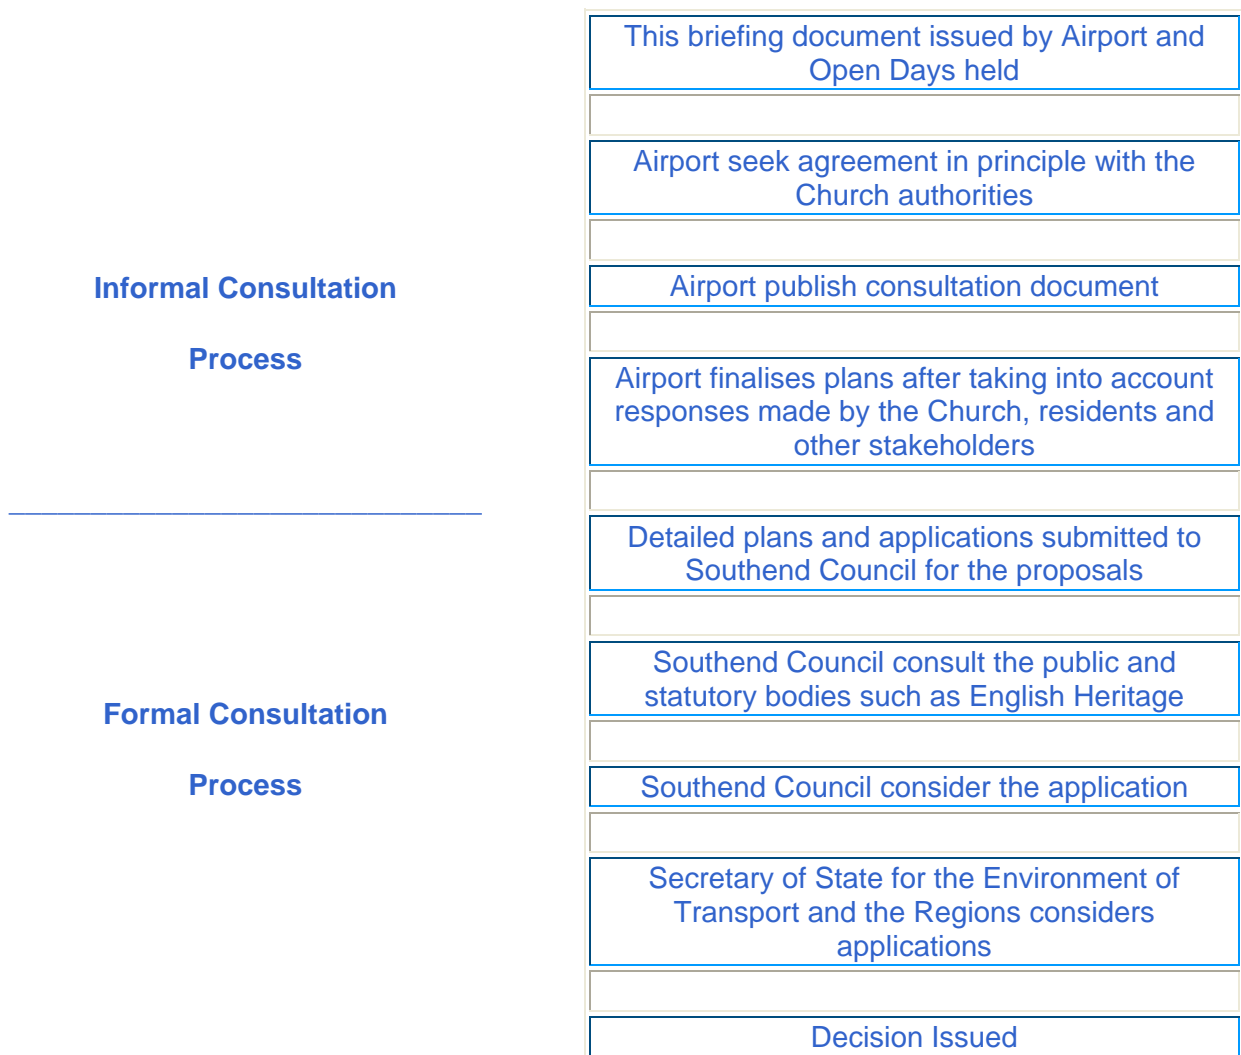 This briefing document issued by Airport and
Open Days held
Airport seek agreement in principle with the
Church authorities
Informal Consultation
Process
Airport publish consultation document
Airport finalises plans after taking into account
responses made by the Church, residents and
other stakeholders
Detailed plans and applications submitted to
Southend Council for the proposals
Formal Consultation
Process
Southend Council consult the public and
statutory bodies such as English Heritage
Southend Council consider the application
Secretary of State for the Environment of
Transport and the Regions considers
applications
Decision Issued